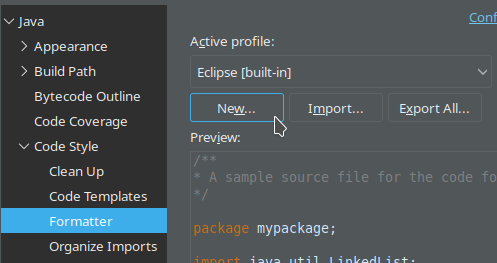 Java
Appearance
Build Path
Bytecode Outline
Code Coverage
Code Style
Clean Up
Code Templates
Formatter
Organize Imports
Conf
Active profile:
Eclipse [built-in]
New... Import... Export All...
Preview:
/**
* A sample source file for the code fo
*/
package mypackage;
import java.util.LinkedList;